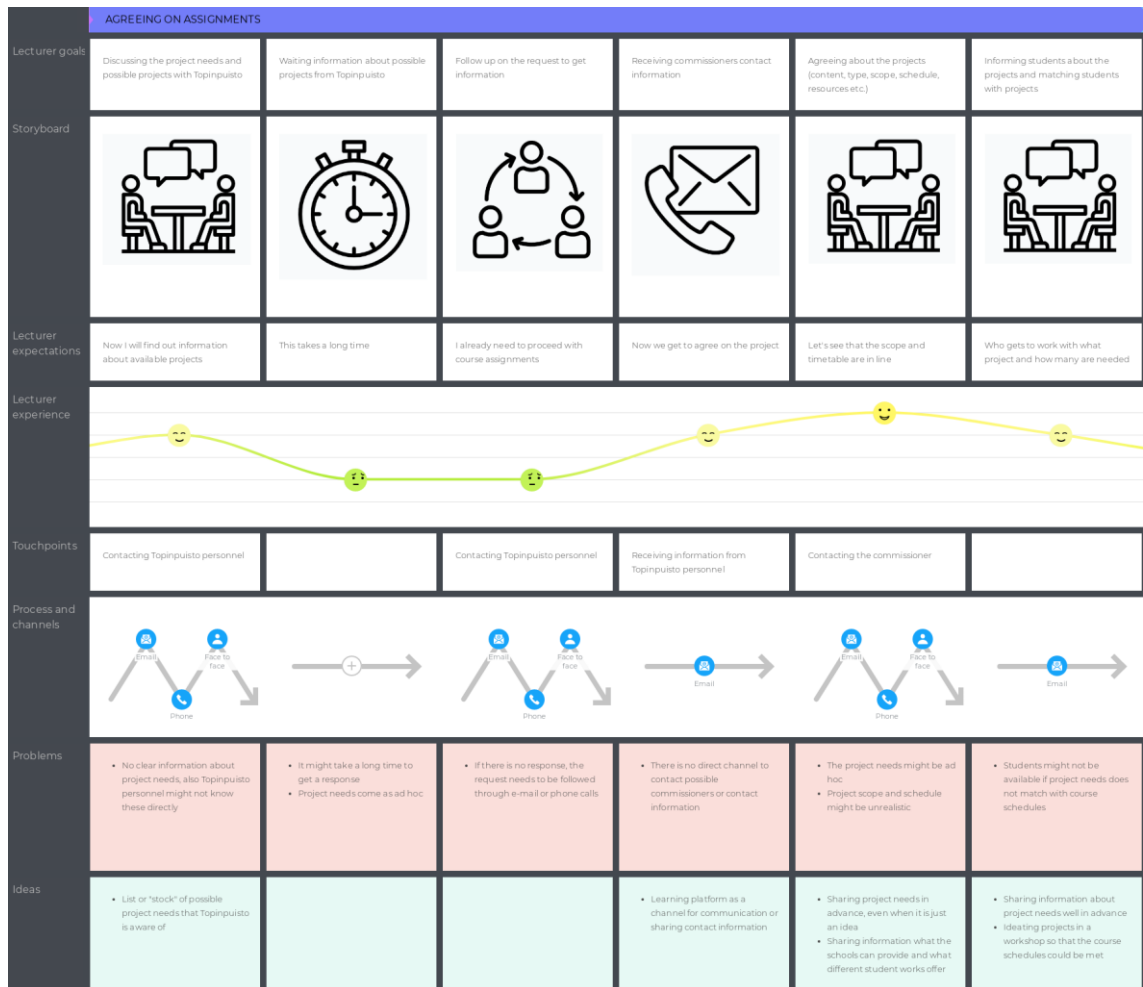 AGREEING ON ASSIGNMENTS
Lecturer goals
Discussing the project needs and
possible projects with Topinpuisto
Waiting information about possible
projects from Topinpuisto
Follow up on the request to get
information
Receiving commissioners contact
information
Agreeing about the projects
(content, type, scope, schedule,
resources etc.)
Informing students about the
projects and matching students
with projects
Storyboard
Lecturer
expectations
Now I will find out information
about available projects
This takes a long time
I already need to proceed with
course assignments
Now we get to agree on the project
Let's see that the scope and
timetable are in line
Who gets to work with what
project and how many are needed
Lecturer
experience
Touchpoints
Contacting Topinpuisto personnel
Contacting Topinpuisto personnel
Receiving information from
Topinpuisto personnel
Contacting the commissioner
Process and
channels
Email
Face to
face
Phone
Email
Face to
face
Phone
Email
Email
Face to
face
Phone
Email
Problems
• No clear information about
project needs, also Topinpuisto
personnel might not know
these directly
• It might take a long time to
get a response
• Project needs come as ad hoc
• If there is no response, the
request needs to be followed
through e-mail or phone calls
• There is no direct channel to
contact possible
commissioners or contact
information
• The project needs might be ad
hoc
• Project scope and schedule
might be unrealistic
• Students might not be
available if project needs does
not match with course
schedules
Ideas
• List or "stock" of possible
project needs that Topinpuisto
is aware of
• Learning platform as a
channel for communication or
sharing contact information
• Sharing project needs in
advance, even when it is just
an idea
• Sharing information what the
schools can provide and what
different student works offer
• Sharing information about
project needs well in advance
• Ideating projects in a
workshop so that the course
schedules could be met